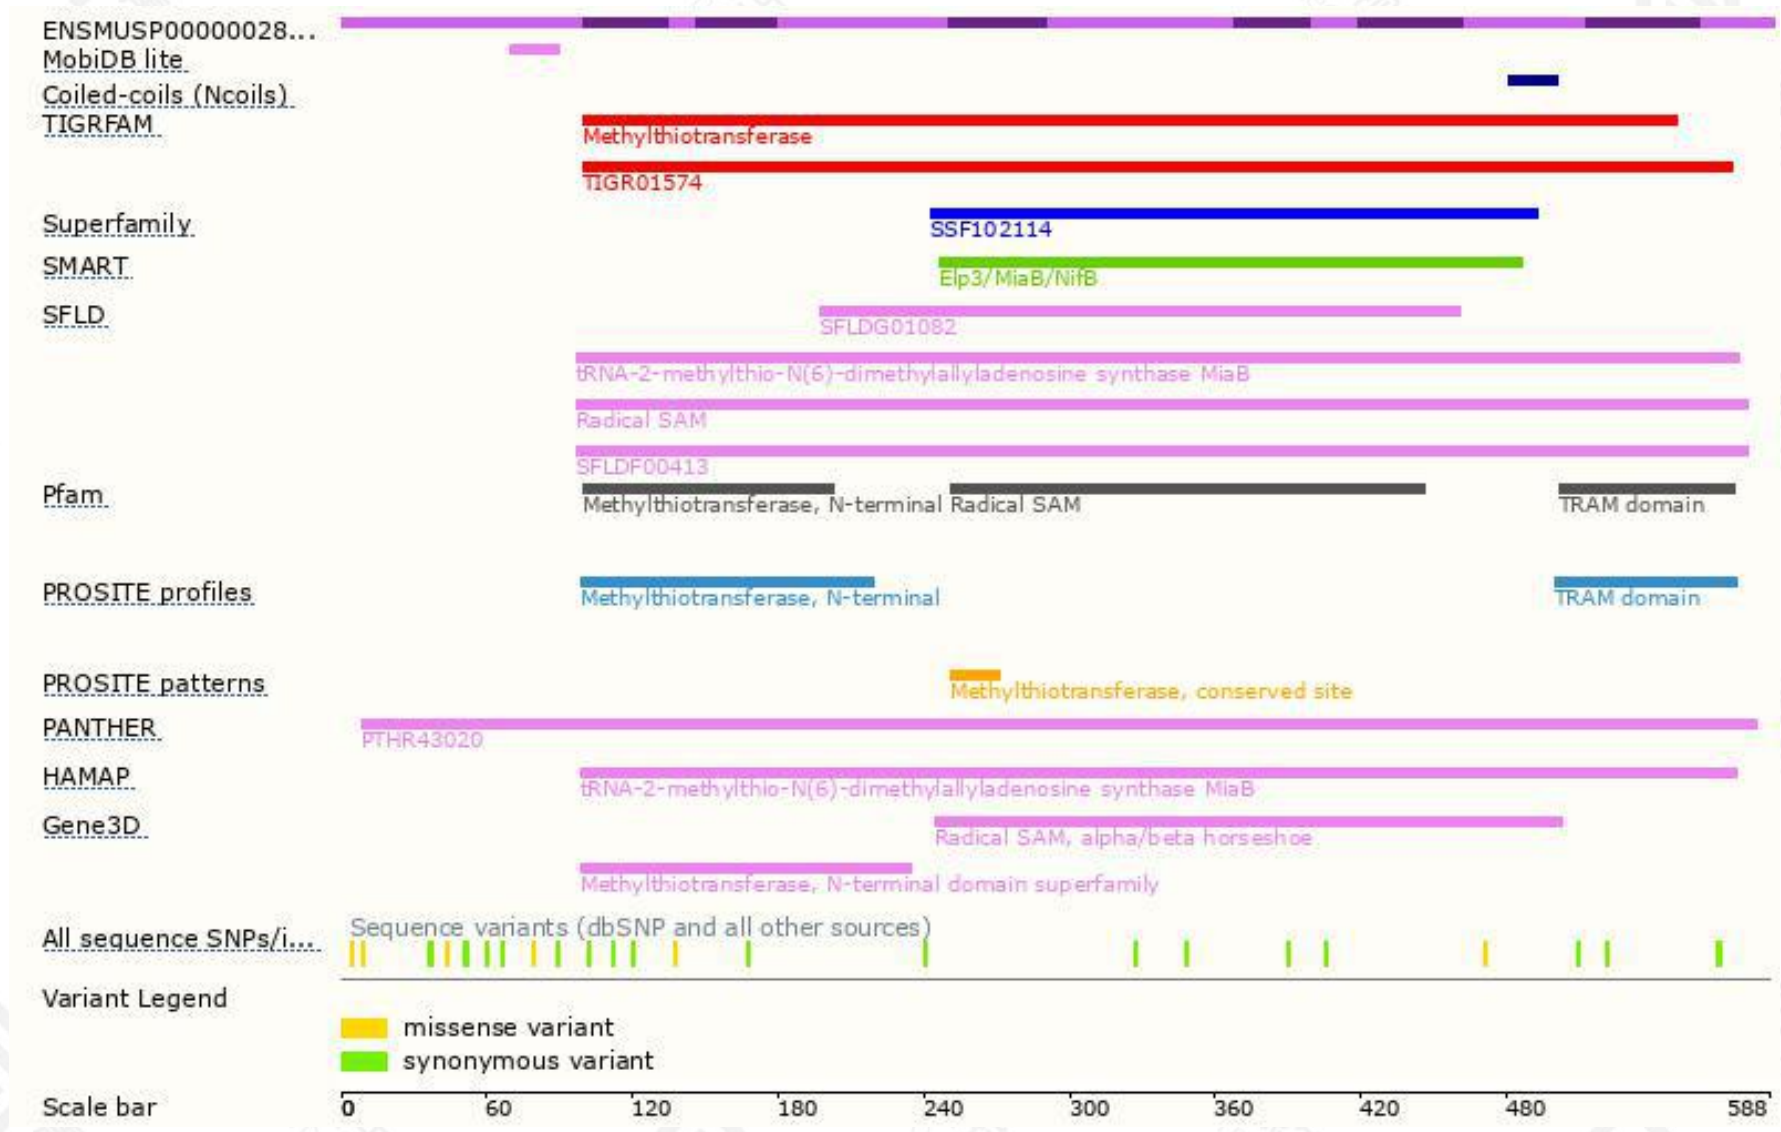 ENSMUSP00000028...
MobiDB lite
Coiled-coils (Ncoils)
TIGRFAM
Methylthiotransferase
TIGR01574
Superfamily
SSF102114
SMART
Elp3/MiaB/NifB
SFLD
SFLDG01082
tRNA-2-methylthio-N(6)-dimethylallyladenosine synthase MiaB
Radical SAM
SFLDF00413
Pfam
Methylthiotransferase, N-terminal Radical SAM TRAM domain
PROSITE profiles
Methylthiotransferase, N-terminal TRAM domain
PROSITE patterns
Methylthiotransferase, conserved site
PANTHER
PTHR43020
HAMAP
tRNA-2-methylthio-N(6)-dimethylallyladenosine synthase MiaB
Gene3D
Radical SAM, alpha/beta horseshoe
Methylthiotransferase, N-terminal domain superfamily
Sequence variants (dbSNP and all other sources)
All sequence SNPs/i...
Variant Legend
missense variant
synonymous variant
Scale bar 0 60 120 180 240 300 360 420 480 588